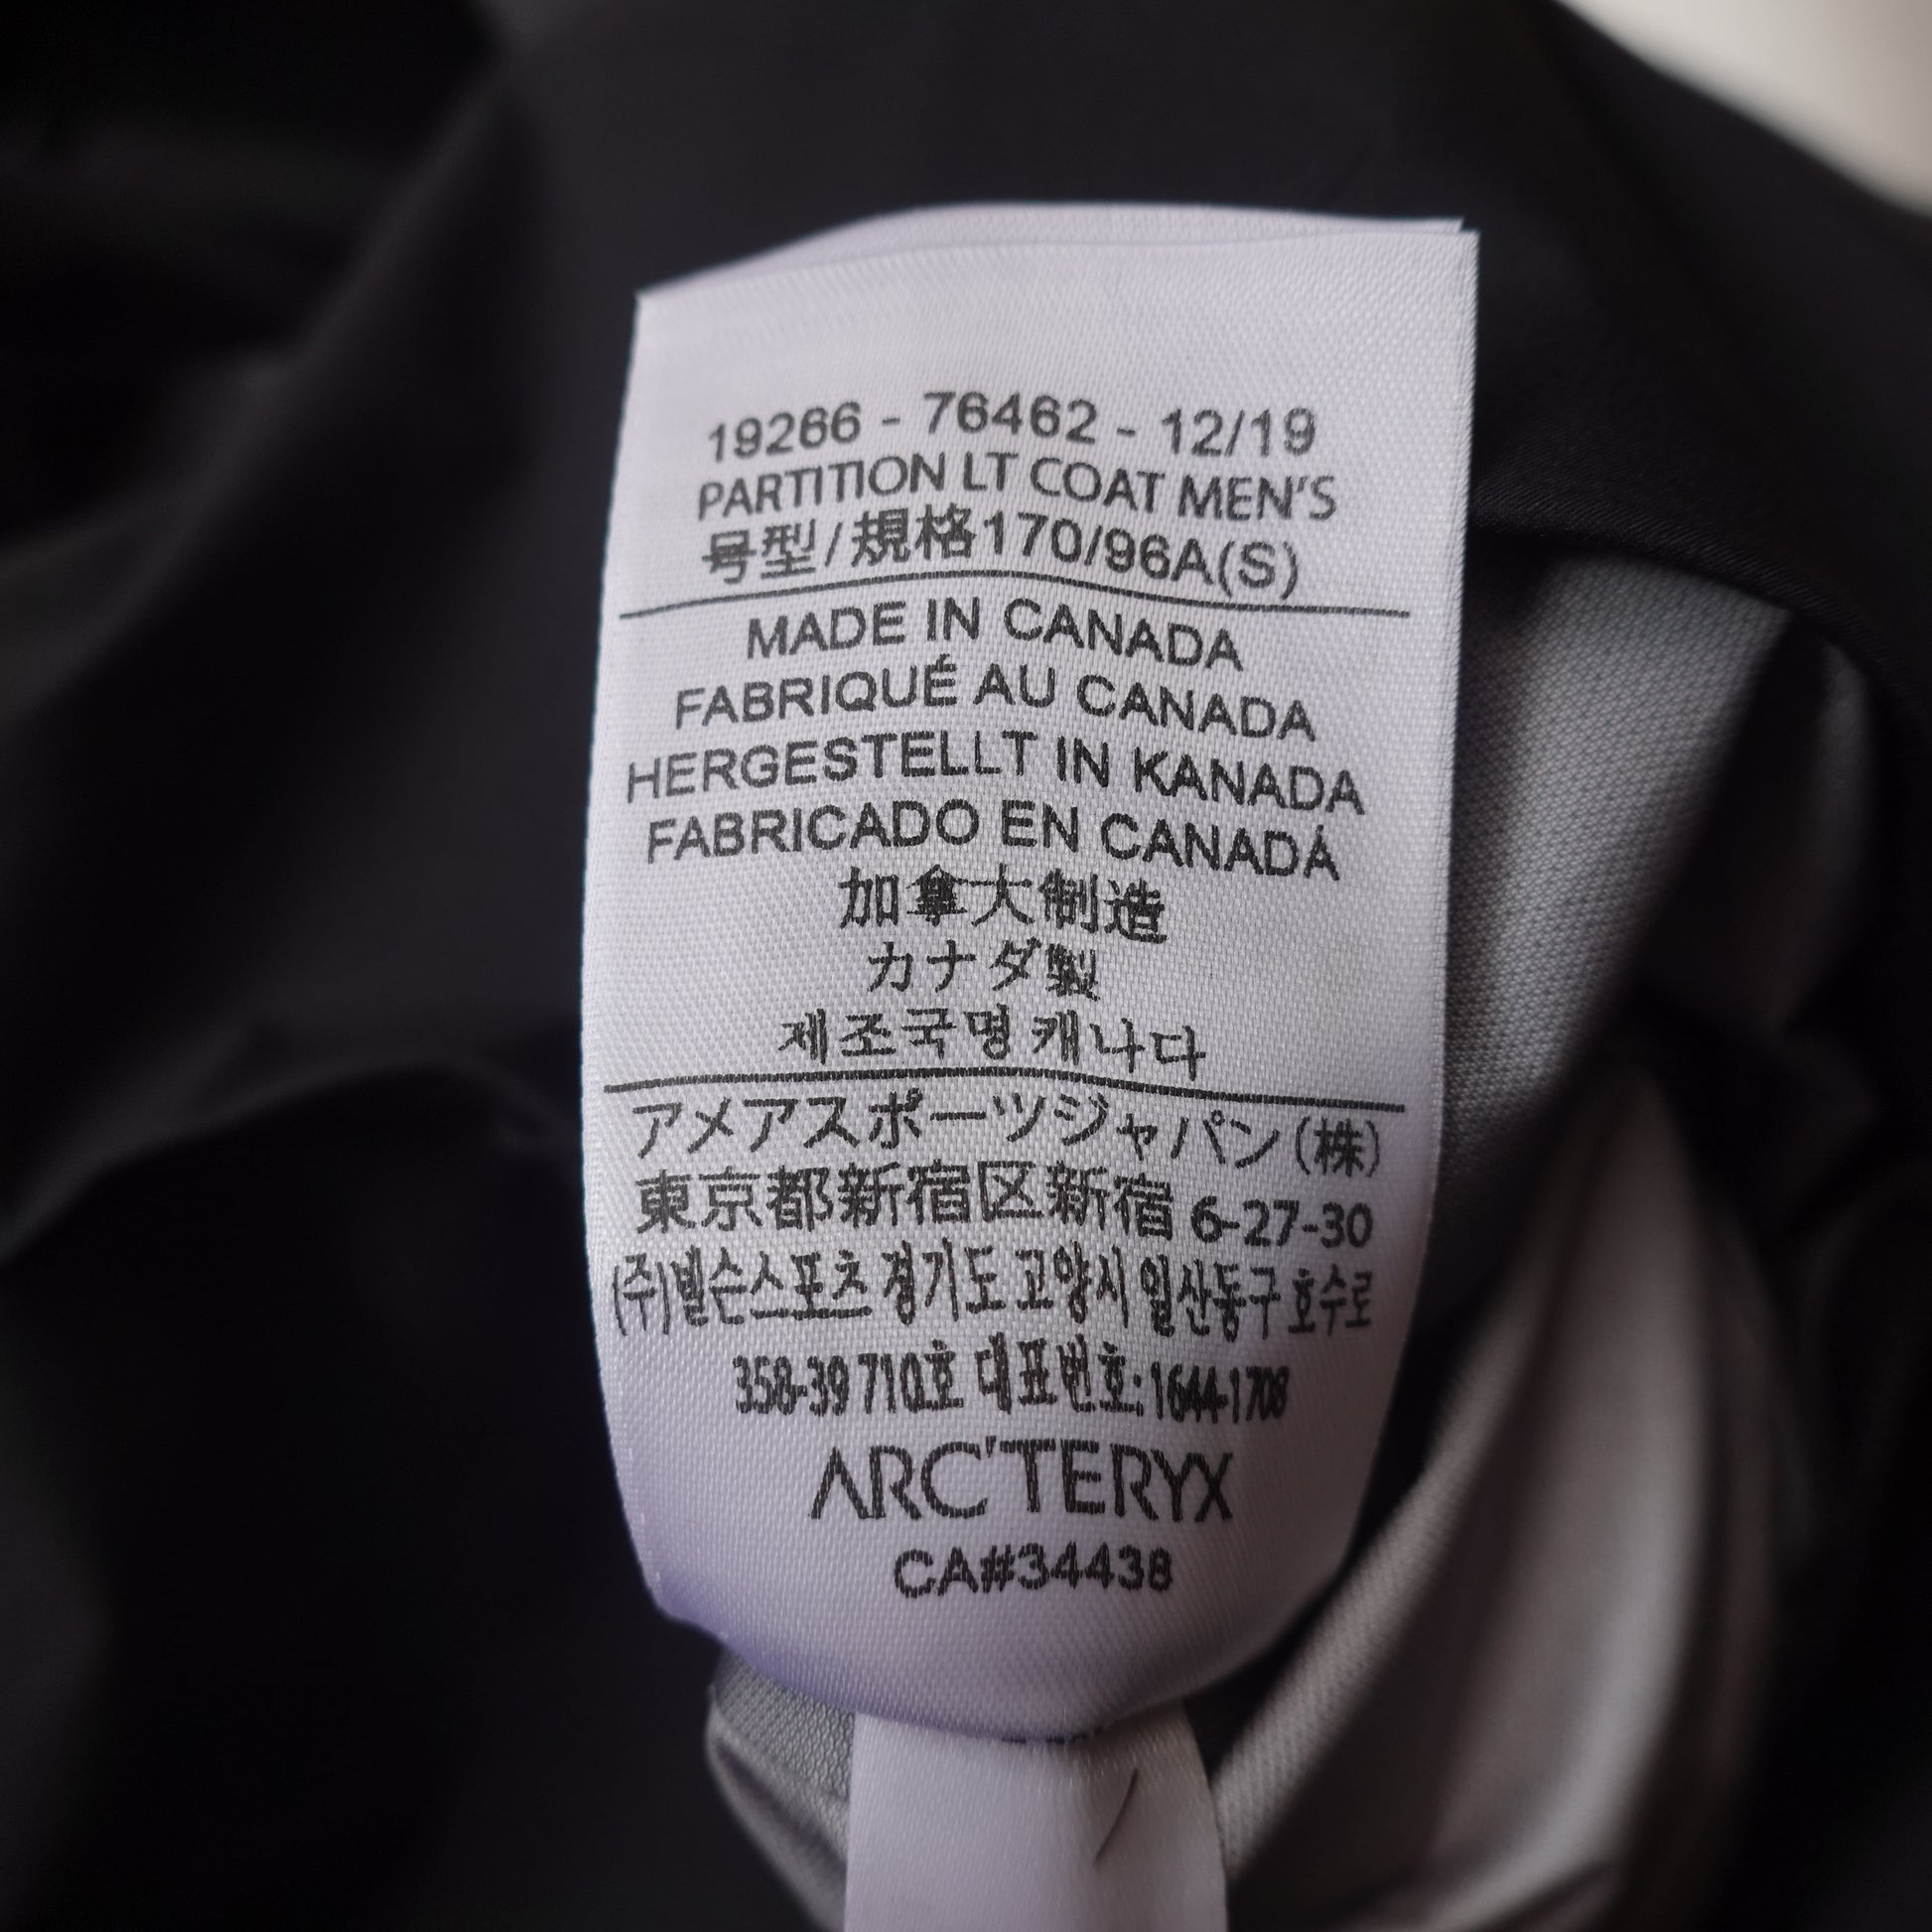 19266 - 76462 - 12/19
PARTITION LT COAT MEN'S
号型/規格170/96A(S)
MADE IN CANADA
FABRIQUÉ AU CANADA
HERGESTELLT IN KANADA
FABRICADO EN CANADÁ
加拿大制造
カナダ製
제조국명 캐나다
アメアスポーツジャパン(株)
東京都新宿区新宿 6-27-30
(주)넬슨스포츠 경기도 고양시 일산동구 호수로
358-39 710호 대표번호:1644-1708
ARC'TERYX
CA#34438